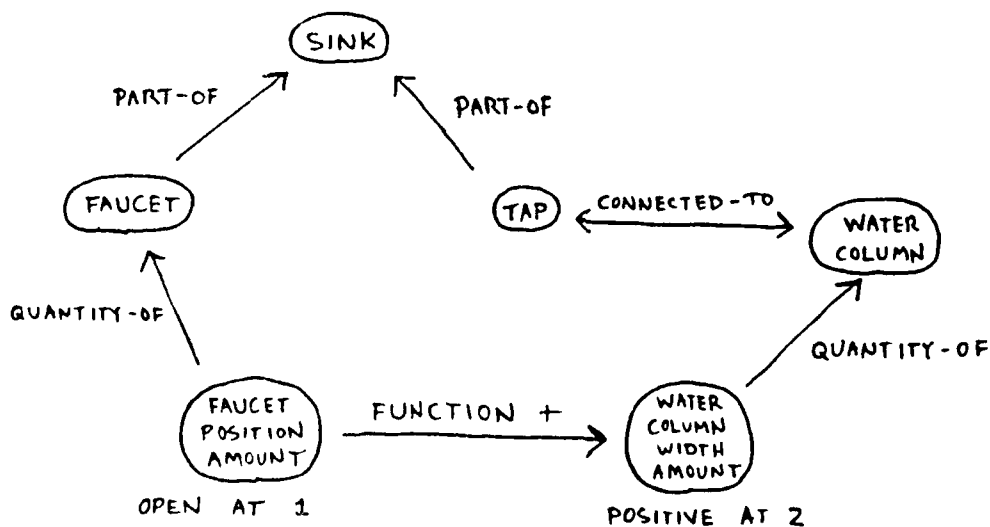 SINK
PART-OF
PART-OF
FAUCET
TAP
CONNECTED-TO
WATER
COLUMN
QUANTITY-OF
QUANTITY-OF
FAUCET
POSITION
AMOUNT
FUNCTION +
WATER
COLUMN
WIDTH
AMOUNT
OPEN AT 1
POSITIVE AT 2